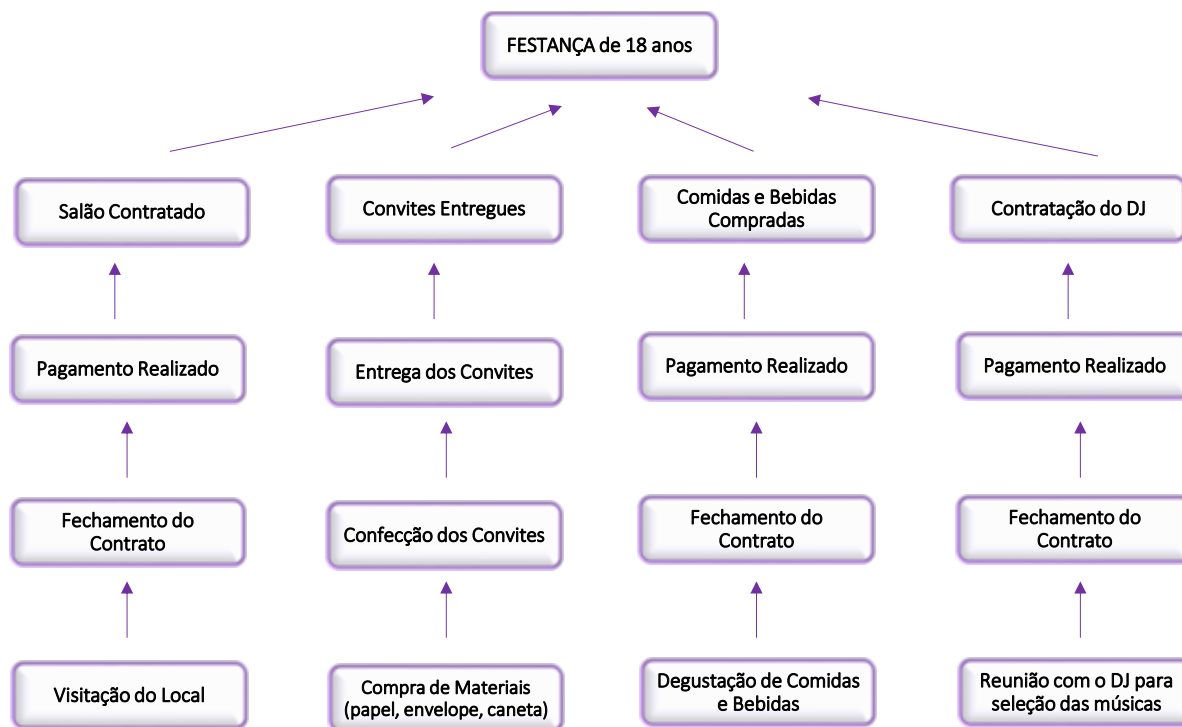 FESTANÇA de 18 anos
Salão Contratado
Convites Entregues
Comidas e Bebidas
Compradas
Contratação do DJ
Pagamento Realizado
Entrega dos Convites
Pagamento Realizado
Pagamento Realizado
Fechamento do
Contrato
Confecção dos Convites
Fechamento do
Contrato
Fechamento do
Contrato
Visitação do Local
Compra de Materiais
(papel, envelope, caneta)
Degustação de Comidas
e Bebidas
Reunião com o DJ para
seleção das músicas